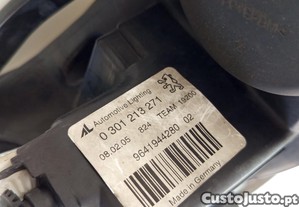 AL Automotive Lighting
0 301 213 271
08.02.05 824 TEAM 19200
9641944280 02
Made in Germany
CustoJusto.pt